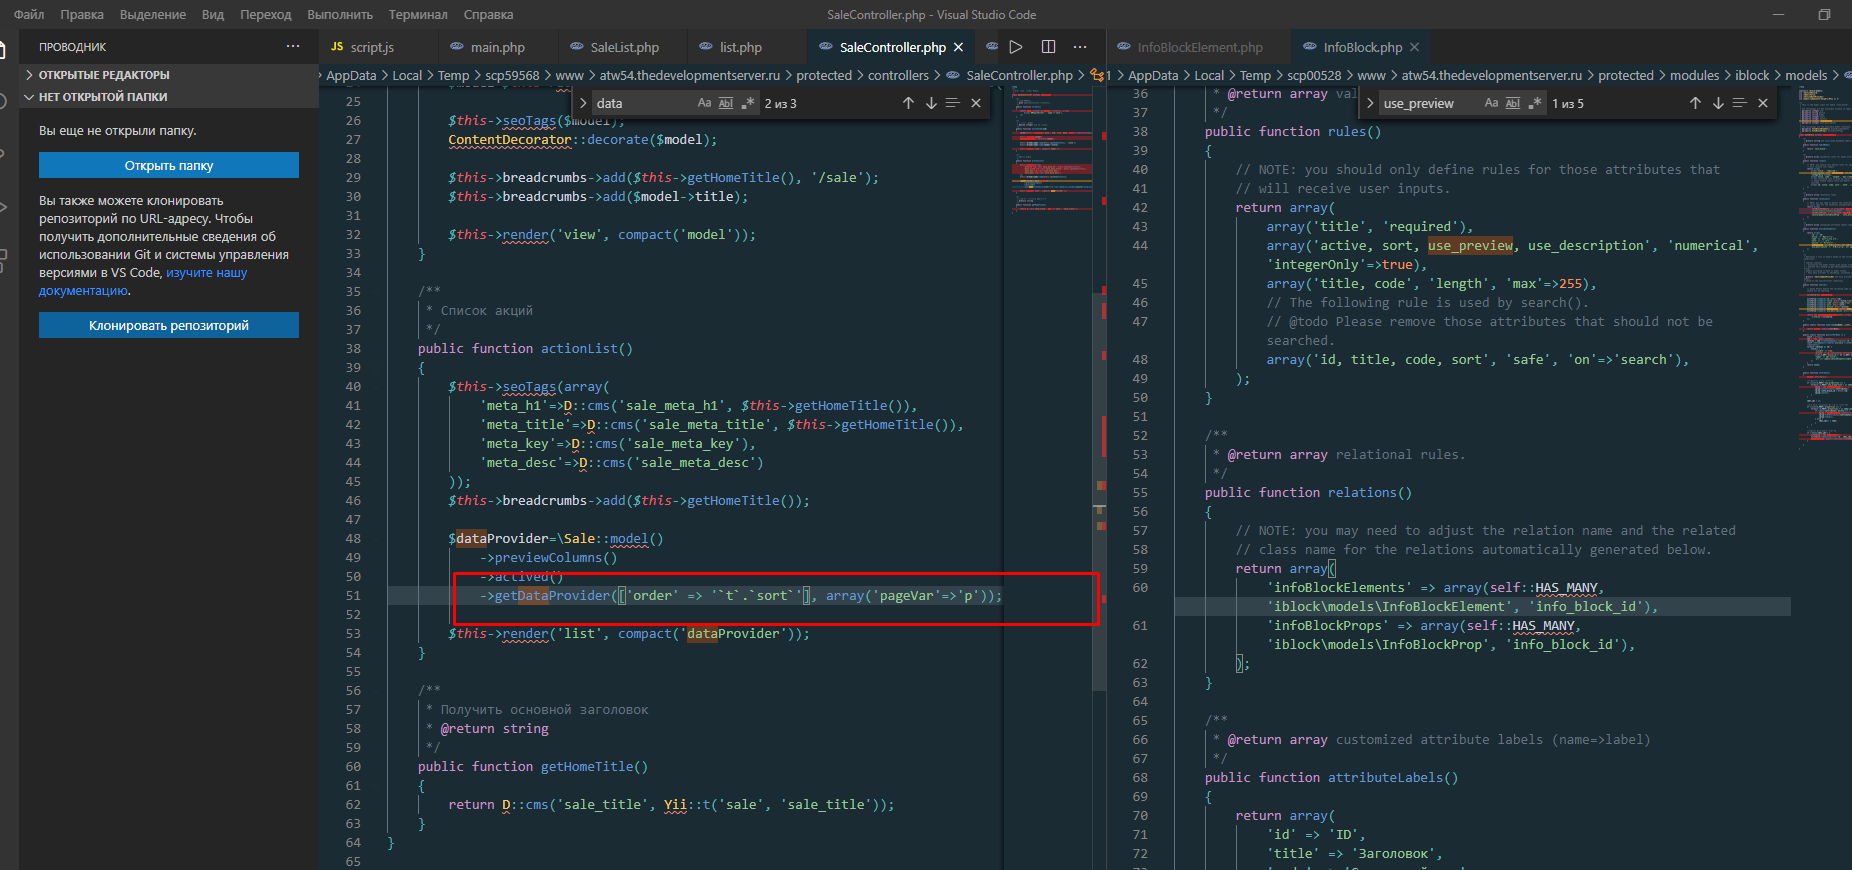 Файл Правка Выделение Вид Переход Выполнить Терминал Справка SaleController.php - Visual Studio Code
ПРОВОДНИК
ОТКРЫТЫЕ РЕДАКТОРЫ
НЕТ ОТКРЫТОЙ ПАПКИ
Вы еще не открыли папку.
Открыть папку
Вы также можете клонировать
репозиторий по URL-адресу. Чтобы
получить дополнительные сведения об
использовании Git и системы управления
версиями в VS Code, изучите нашу
документацию.
Клонировать репозиторий
JS script.js main.php SaleList.php list.php SaleController.php
AppData > Local > Temp > scp59568 > www > atw54.thedevelopmentserver.ru > protected > controllers > SaleController.php >
data Aa Abl .* 2 из 3
25
26 $this->seoTags($model);
27 ContentDecorator::decorate($model);
28
29 $this->breadcrumbs->add($this->getHomeTitle(), '/sale');
30 $this->breadcrumbs->add($model->title);
31
32 $this->render('view', compact('model'));
33 }
34
35 /**
36 * Список акций
37 */
38 public function actionList()
39 {
40 $this->seoTags(array(
41 'meta_h1'=>D::cms('sale_meta_h1', $this->getHomeTitle()),
42 'meta_title'=>D::cms('sale_meta_title', $this->getHomeTitle()),
43 'meta_key'=>D::cms('sale_meta_key'),
44 'meta_desc'=>D::cms('sale_meta_desc')
45 ));
46 $this->breadcrumbs->add($this->getHomeTitle());
47
48 $dataProvider=\Sale::model()
49 ->previewColumns()
50 ->actived()
51 ->getDataProvider(['order' => '`t`.`sort`'], array('pageVar'=>'p'));
52
53 $this->render('list', compact('dataProvider'));
54 }
55
56 /**
57 * Получить основной заголовок
58 * @return string
59 */
60 public function getHomeTitle()
61 {
62 return D::cms('sale_title', Yii::t('sale', 'sale_title'));
63 }
64 }
65
InfoBlockElement.php InfoBlock.php
1 > AppData > Local > Temp > scp00528 > www > atw54.thedevelopmentserver.ru > protected > modules > iblock > models >
use_preview Aa Abl .* 1 из 5
36 * @return array val
37 */
38 public function rules()
39 {
40 // NOTE: you should only define rules for those attributes that
41 // will receive user inputs.
42 return array(
43 array('title', 'required'),
44 array('active, sort, use_preview, use_description', 'numerical',
'integerOnly'=>true),
45 array('title, code', 'length', 'max'=>255),
46 // The following rule is used by search().
47 // @todo Please remove those attributes that should not be
searched.
48 array('id, title, code, sort', 'safe', 'on'=>'search'),
49 );
50 }
51
52 /**
53 * @return array relational rules.
54 */
55 public function relations()
56 {
57 // NOTE: you may need to adjust the relation name and the related
58 // class name for the relations automatically generated below.
59 return array(
60 'infoBlockElements' => array(self::HAS_MANY,
'iblock\models\InfoBlockElement', 'info_block_id'),
61 'infoBlockProps' => array(self::HAS_MANY,
'iblock\models\InfoBlockProp', 'info_block_id'),
62 );
63 }
64
65 /**
66 * @return array customized attribute labels (name=>label)
67 */
68 public function attributeLabels()
69 {
70 return array(
71 'id' => 'ID',
72 'title' => 'Заголовок',